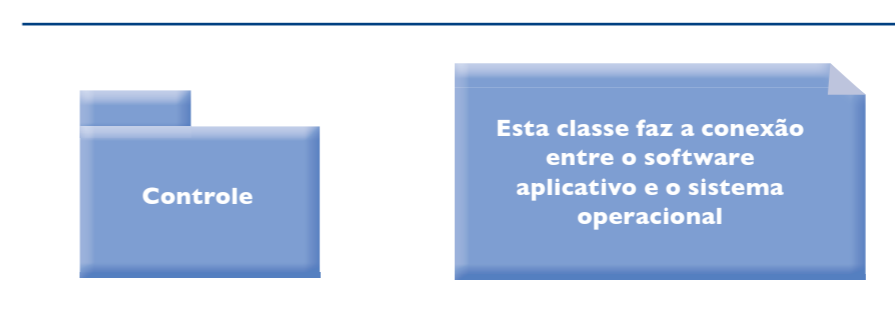 Controle
Esta classe faz a conexão
entre o software
aplicativo e o sistema
operacional